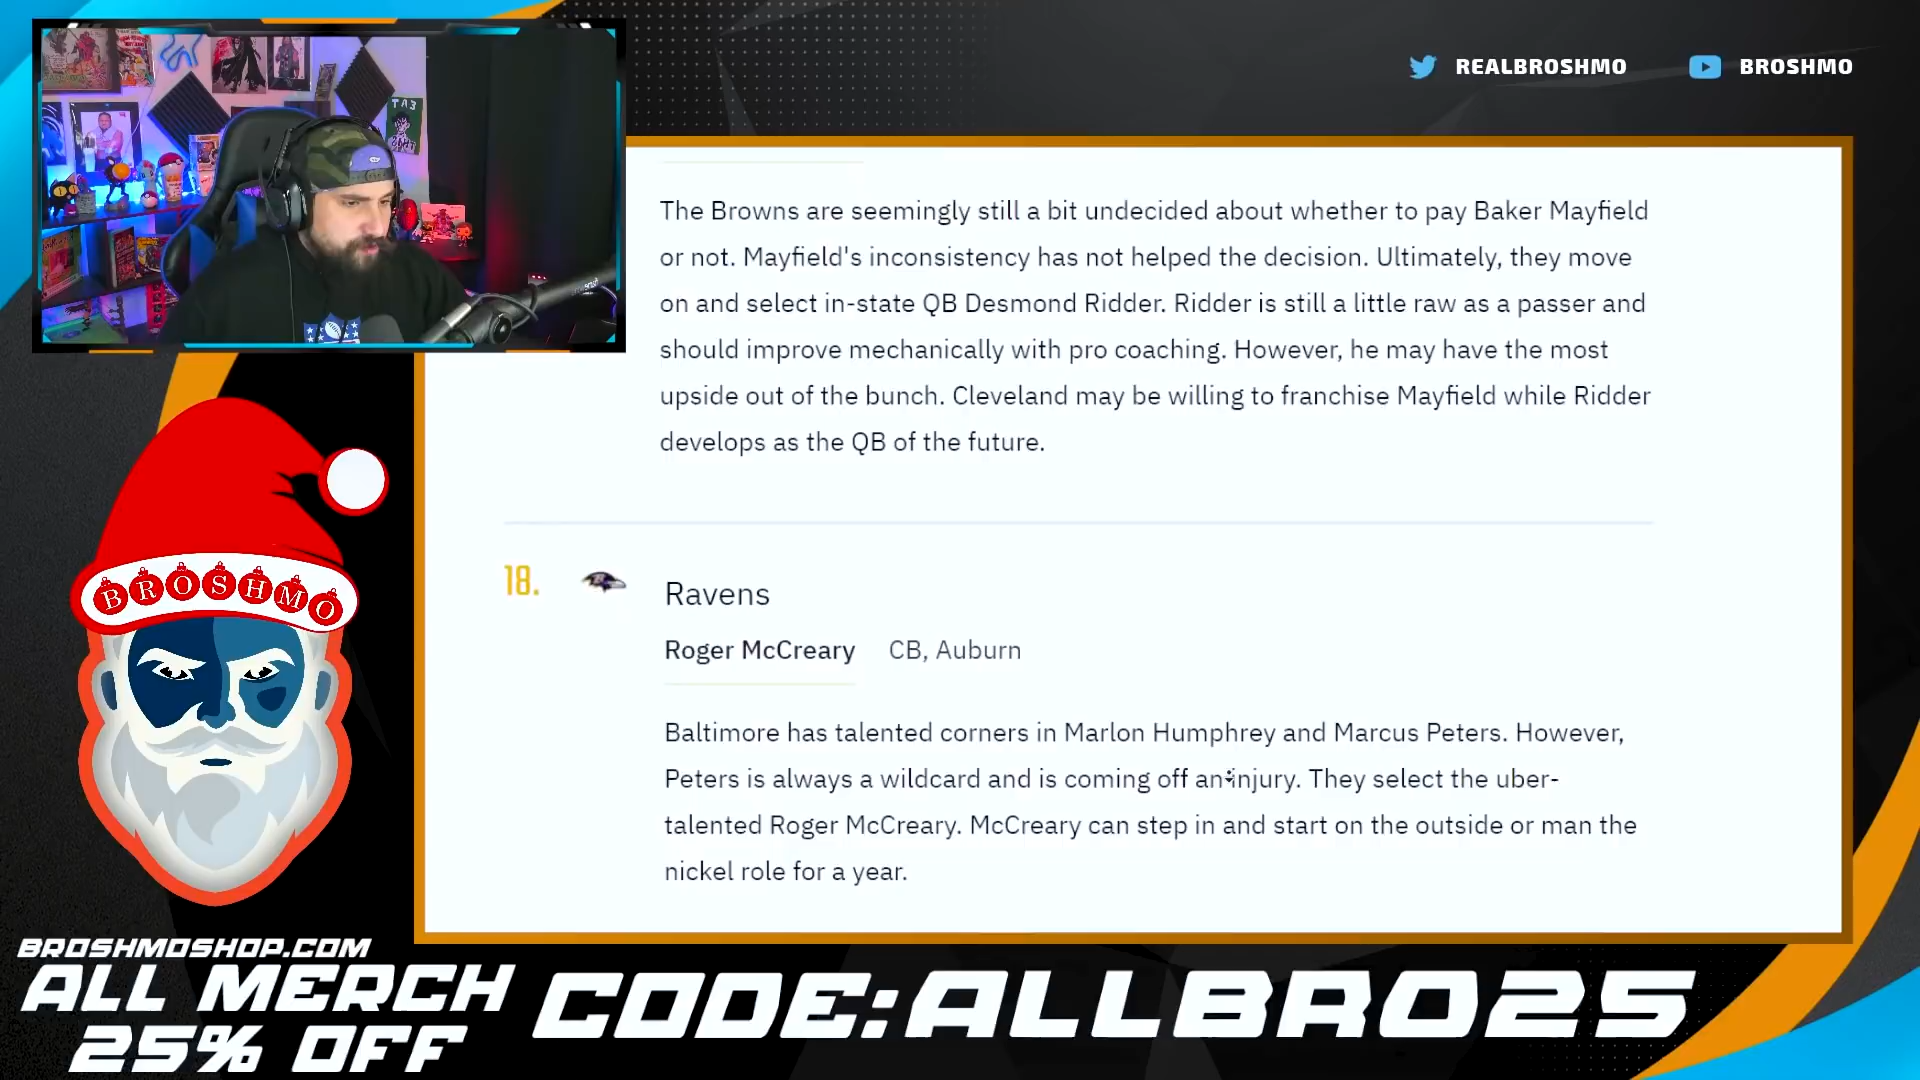 REALBROSHMO
BROSHMO
The Browns are seemingly still a bit undecided about whether to pay Baker Mayfield
or not. Mayfield's inconsistency has not helped the decision. Ultimately, they move
on and select in-state QB Desmond Ridder. Ridder is still a little raw as a passer and
should improve mechanically with pro coaching. However, he may have the most
upside out of the bunch. Cleveland may be willing to franchise Mayfield while Ridder
develops as the QB of the future.
18.
Ravens
Roger McCreary CB, Auburn
Baltimore has talented corners in Marlon Humphrey and Marcus Peters. However,
Peters is always a wildcard and is coming off an injury. They select the uber-
talented Roger McCreary. McCreary can step in and start on the outside or man the
nickel role for a year.
BROSHMO
BROSHMOSHOP.COM
ALL MERCH
25% OFF
CODE:ALLBRO25